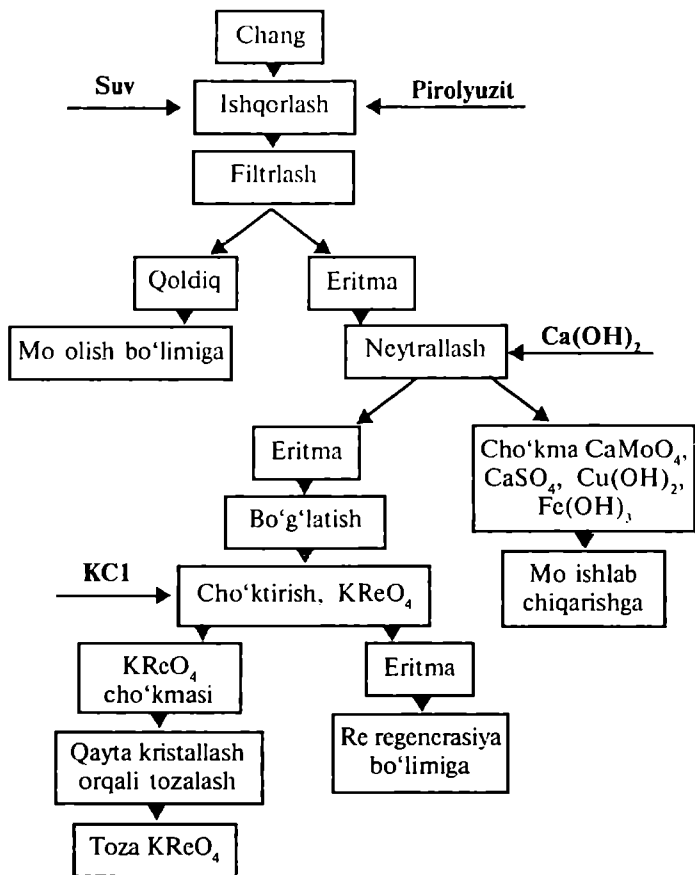 Chang
Suv
Pirolyuzit
Ishqorlash
Filtrlash
Qoldiq
Eritma
Mo olish bo‘limiga
Neytrallash
Ca(OH)₂
Eritma
Cho‘kma CaMoO₄,
CaSO₄, Cu(OH)₂,
Fe(OH)₃
Bo‘g‘latish
KCl
Cho‘ktirish, KReO₄
Mo ishlab
chiqarishga
KReO₄
cho‘kmasi
Eritma
Qayta kristallash
orqali tozalash
Re regenerasiya
bo‘limiga
Toza KReO₄